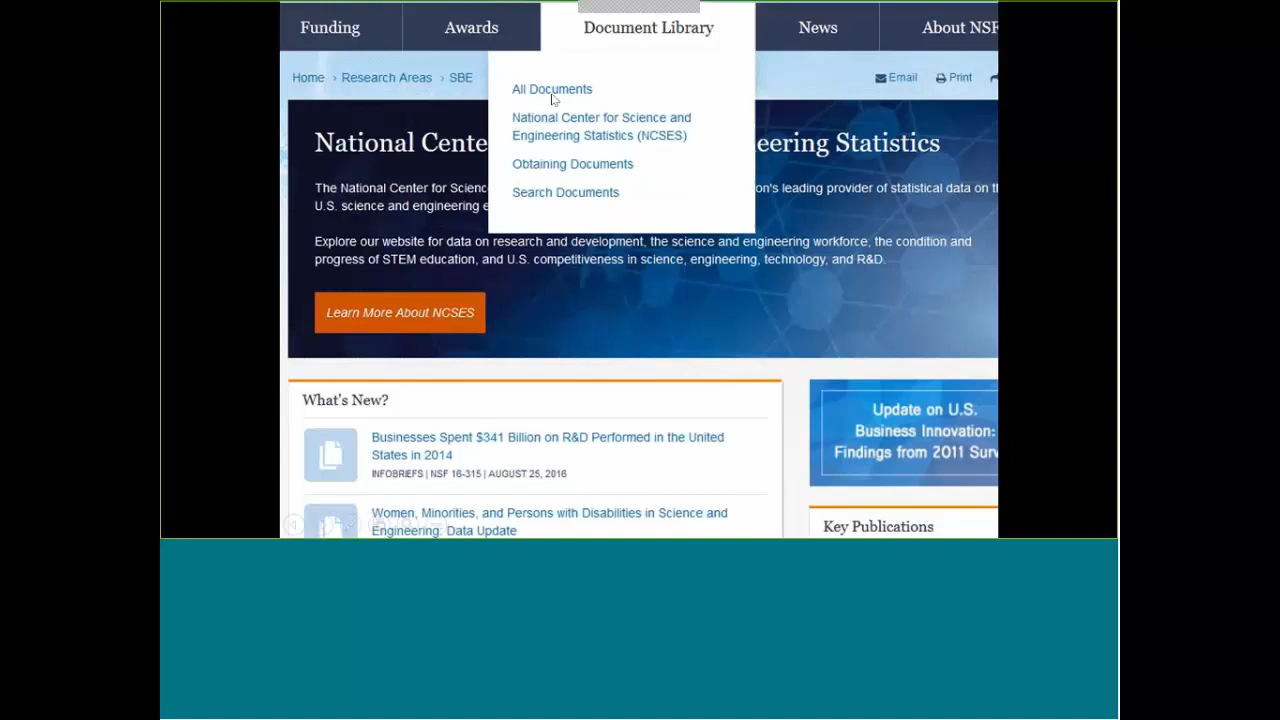 Funding
Awards
Document Library
News
About NSF
Home › Research Areas › SBE
Email
Print
All Documents
National Center for Science and
Engineering Statistics (NCSES)
Obtaining Documents
Search Documents
National Cente
eering Statistics
The National Center for Scienc
on's leading provider of statistical data on th
U.S. science and engineering e
Explore our website for data on research and development, the science and engineering workforce, the condition and
progress of STEM education, and U.S. competitiveness in science, engineering, technology, and R&D.
Learn More About NCSES
What's New?
Businesses Spent $341 Billion on R&D Performed in the United
States in 2014
INFOBRIEFS | NSF 16-315 | AUGUST 25, 2016
Women, Minorities, and Persons with Disabilities in Science and
Engineering: Data Update
Update on U.S.
Business Innovation:
Findings from 2011 Surv
Key Publications